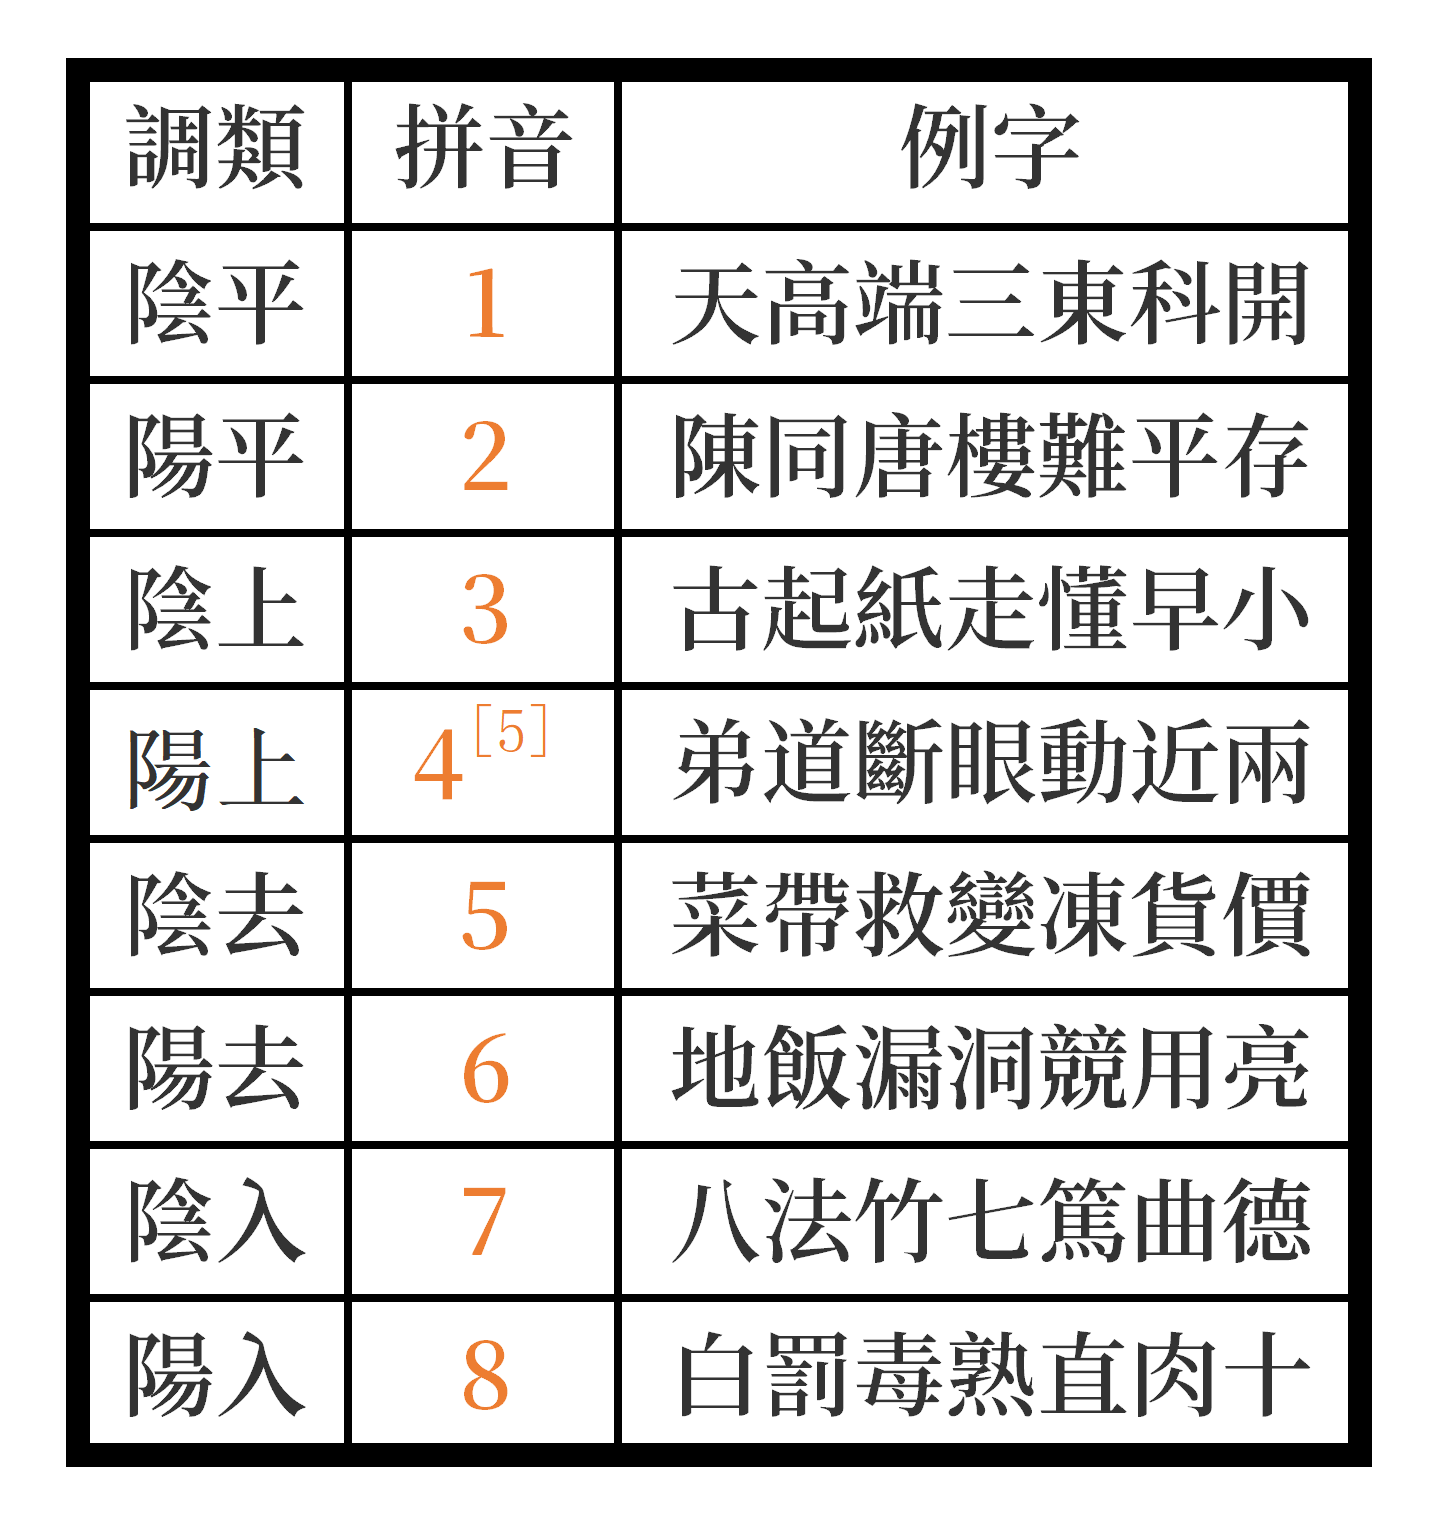 調類 拼音 例字
陰平 1 天高端三東科開
陽平 2 陳同唐樓難平存
陰上 3 古起紙走懂早小
陽上 4[5] 弟道斷眼動近兩
陰去 5 菜帶救變凍貨價
陽去 6 地飯漏洞競用亮
陰入 7 八法竹七篤曲德
陽入 8 白罰毒熟直肉十